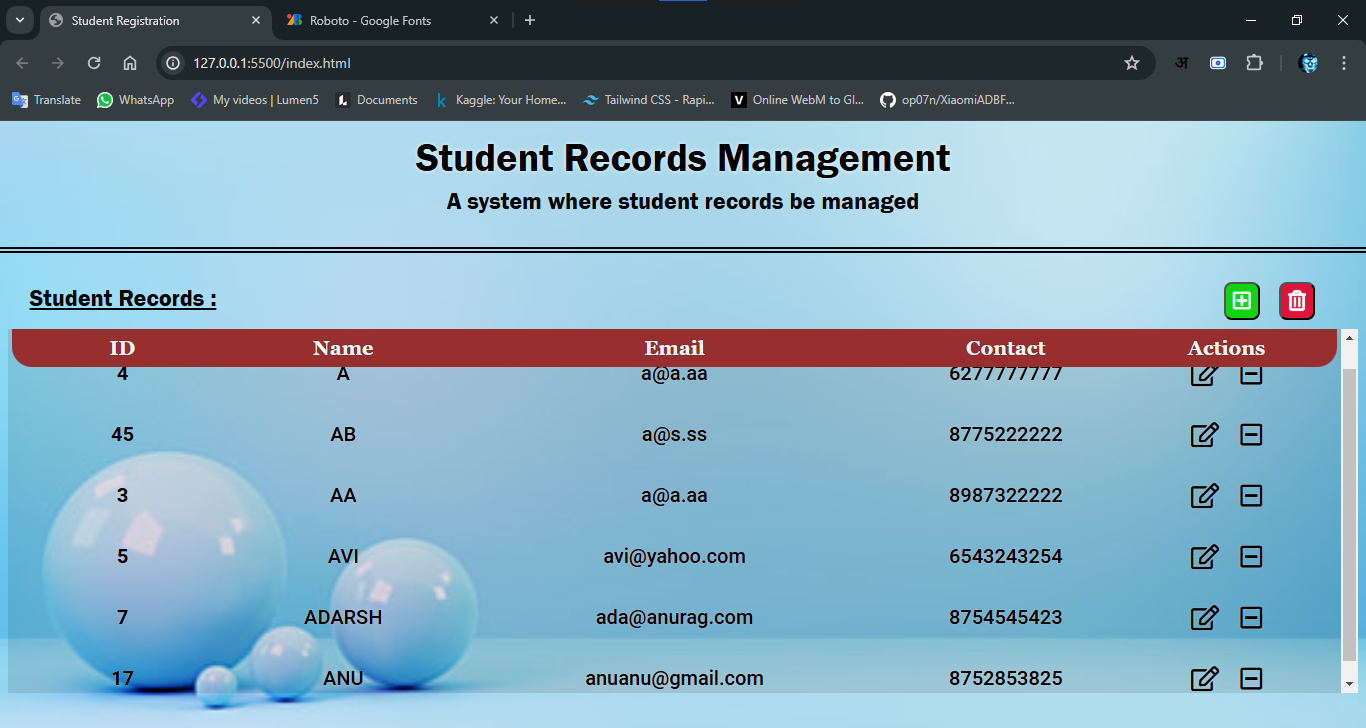 Student Registration
Roboto - Google Fonts
127.0.0.1:5500/index.html
अ
Translate WhatsApp My videos | Lumen5 Documents Kaggle: Your Home... Tailwind CSS - Rapi... Online WebM to GI... op07n/XiaomiADBF...
Student Records Management
A system where student records be managed
Student Records :
ID Name Email Contact Actions
4 A a@a.aa 6277777777
45 AB a@s.ss 8775222222
3 AA a@a.aa 8987322222
5 AVI avi@yahoo.com 6543243254
7 ADARSH ada@anurag.com 8754545423
17 ANU anuanu@gmail.com 8752853825